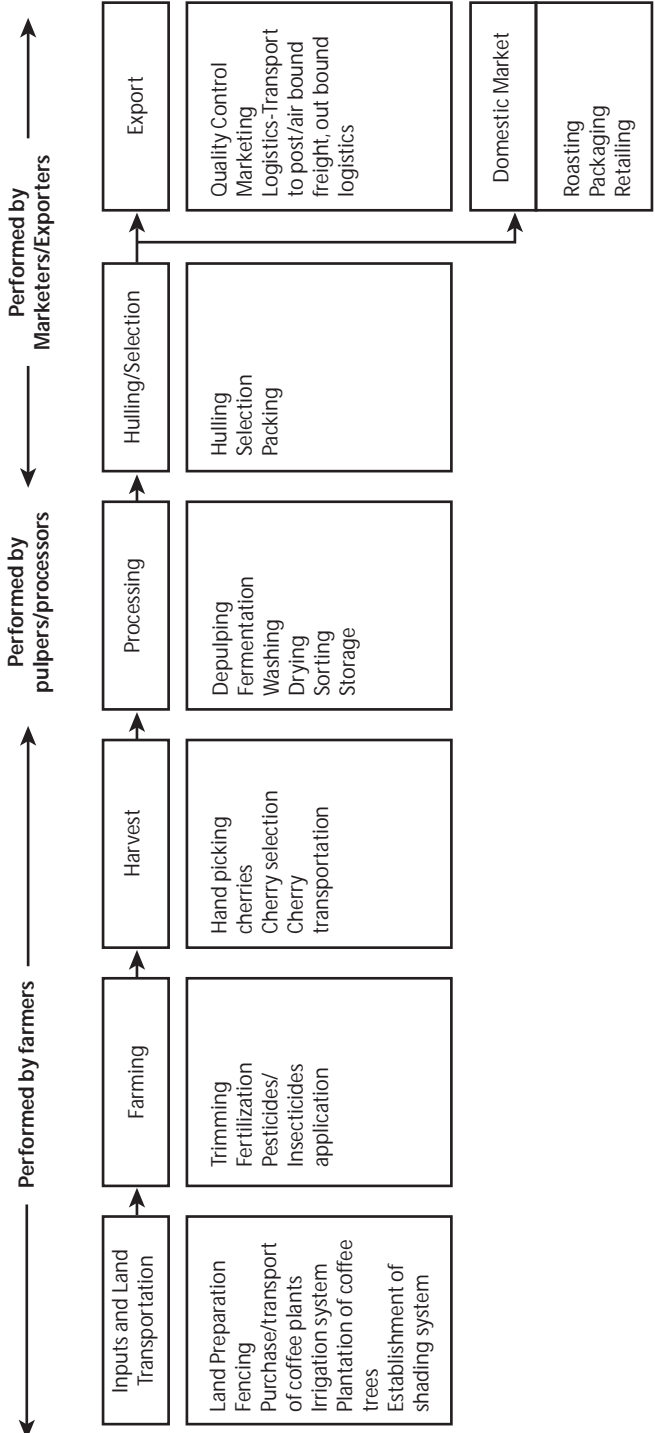 Performed by farmers
Performed by
pulpers/processors
Performed by
Marketers/Exporters
Inputs and Land
Transportation
Farming
Harvest
Processing
Hulling/Selection
Export
Land Preparation
Fencing
Purchase/transport
of coffee plants
Irrigation system
Plantation of coffee
trees
Establishment of
shading system
Trimming
Fertilization
Pesticides/
Insecticides
application
Hand picking
cherries
Cherry selection
Cherry
transportation
Depulping
Fermentation
Washing
Drying
Sorting
Storage
Hulling
Selection
Packing
Quality Control
Marketing
Logistics-Transport
to post/air bound
freight, out bound
logistics
Domestic Market
Roasting
Packaging
Retailing